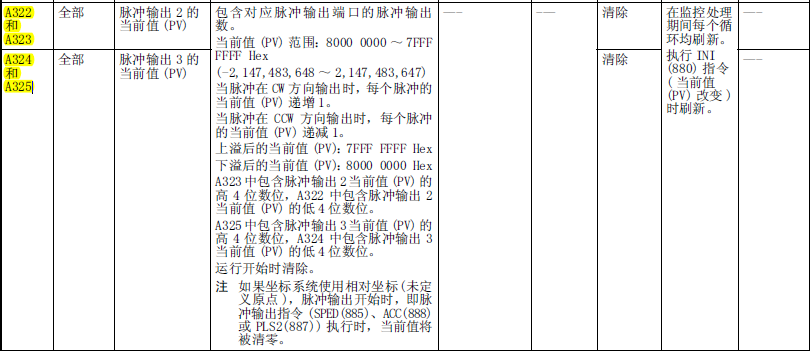 A322
和
A323
全部
脉冲输出 2 的
当前值 (PV)
包含对应脉冲输出端口的脉冲输出
数。
当前值 (PV) 范围: 8000 0000 ～ 7FFF
FFFF Hex
(-2,147,483,648 ～ 2,147,483,647)
当脉冲在 CW 方向输出时, 每个脉冲的
当前值 (PV) 递增 1。
当脉冲在 CCW 方向输出时, 每个脉冲
的当前值 (PV) 递减 1。
上溢后的当前值 (PV): 7FFF FFFF Hex
下溢后的当前值 (PV): 8000 0000 Hex
A323 中包含脉冲输出 2 当前值 (PV) 的
高 4 位数位, A322 中包含脉冲输出 2
当前值 (PV) 的低 4 位数位。
A325 中包含脉冲输出 3 当前值 (PV) 的
高 4 位数位, A324 中包含脉冲输出 3
当前值 (PV) 的低 4 位数位。
运行开始时清除。
注 如果坐标系统使用相对坐标 (未定
义原点 ), 脉冲输出开始时, 即脉
冲输出指令 (SPED(885)、ACC(888)
或 PLS2(887)) 执行时, 当前值将
被清零。
---
---
清除
在监控处理
期间每个循
环均刷新。
执行 INI
(880) 指令
( 当前值
(PV) 改变 )
时刷新。
---
A324
和
A325
全部
脉冲输出 3 的
当前值 (PV)
清除
---